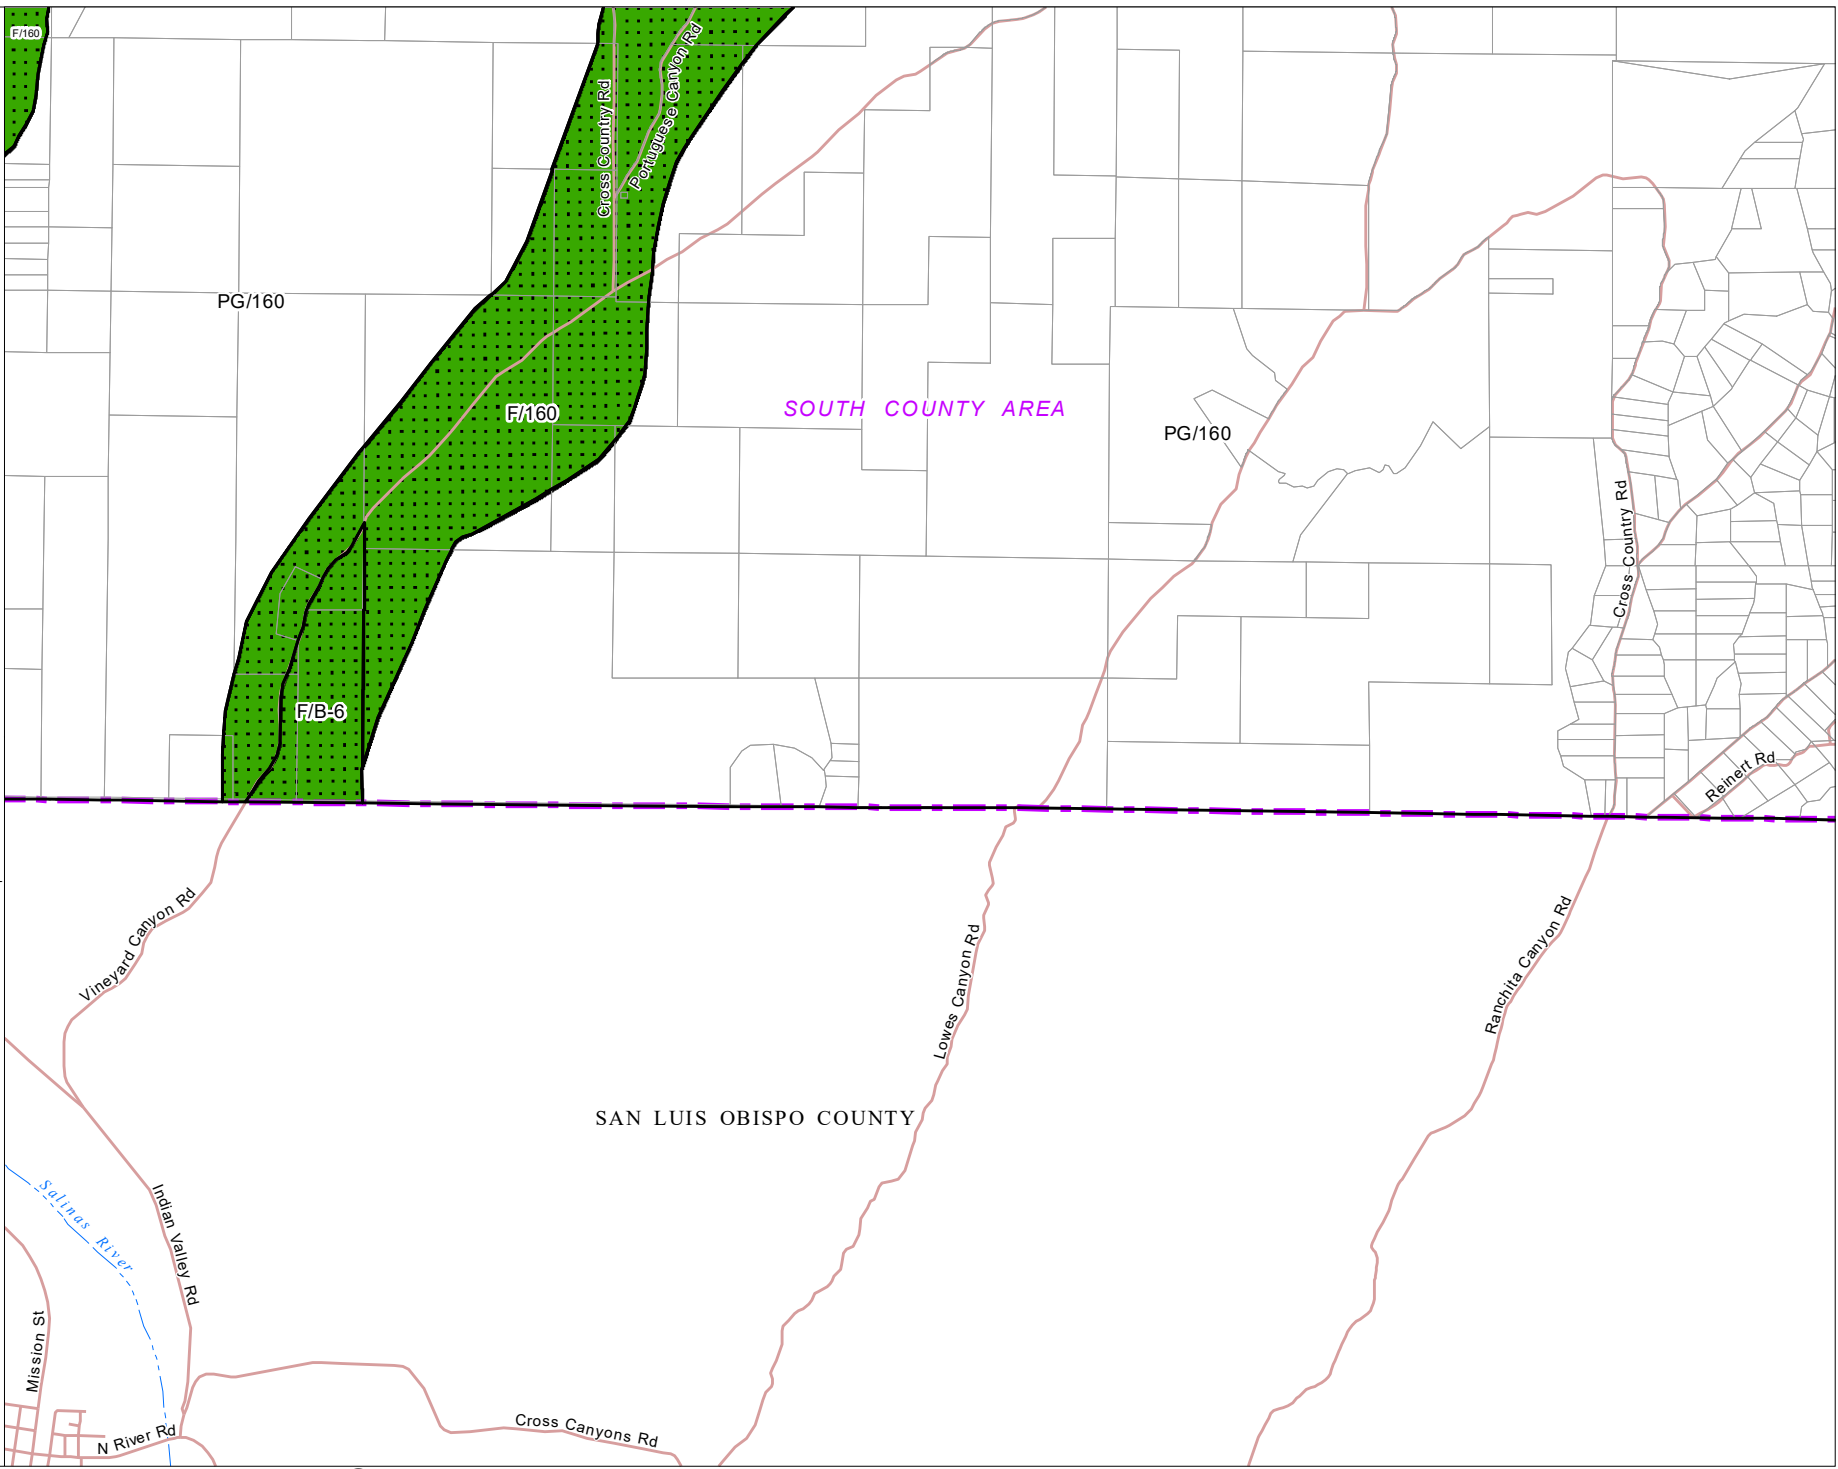 F/160
Cross Country Rd
Portuguese Canyon Rd
PG/160
F/160
SOUTH COUNTY AREA
PG/160
Cross Country Rd
F/B-6
Reinert Rd
Vineyard Canyon Rd
Lowes Canyon Rd
Ranchita Canyon Rd
SAN LUIS OBISPO COUNTY
Salinas River
Indian Valley Rd
Mission St
N River Rd
Cross Canyons Rd